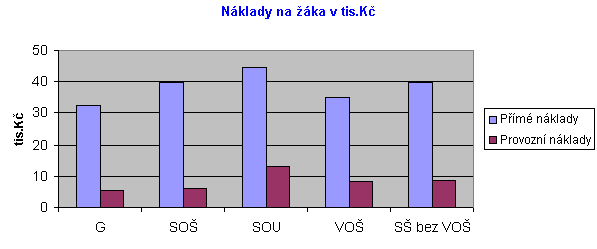 Náklady na žáka v tis.Kč
50
40
30
20
10
0
tis.Kč
G SOŠ SOU VOŠ SŠ bez VOŠ
Přímé náklady
Provozní náklady